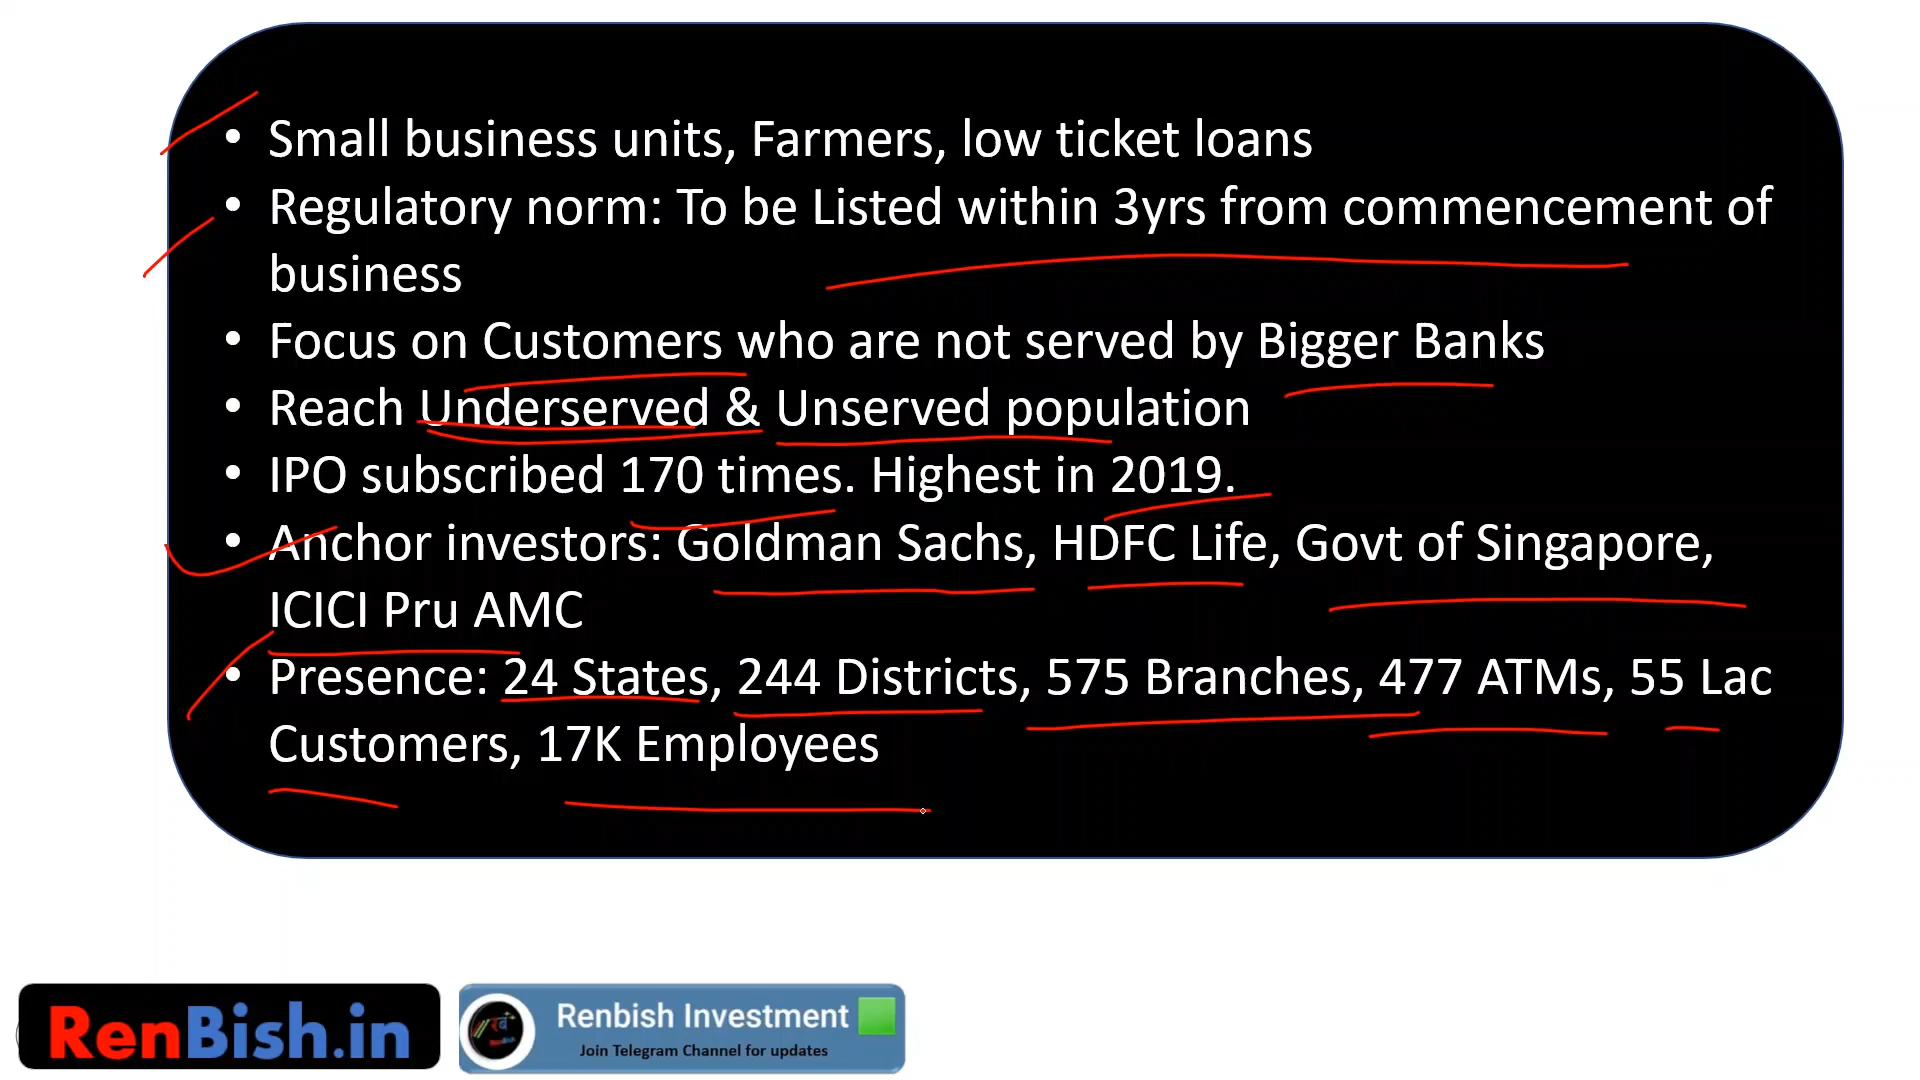 • Small business units, Farmers, low ticket loans
• Regulatory norm: To be Listed within 3yrs from commencement of
business
• Focus on Customers who are not served by Bigger Banks
• Reach Underserved & Unserved population
• IPO subscribed 170 times. Highest in 2019.
• Anchor investors: Goldman Sachs, HDFC Life, Govt of Singapore,
ICICI Pru AMC
• Presence: 24 States, 244 Districts, 575 Branches, 477 ATMs, 55 Lac
Customers, 17K Employees
RenBish.in
Renbish Investment
Join Telegram Channel for updates